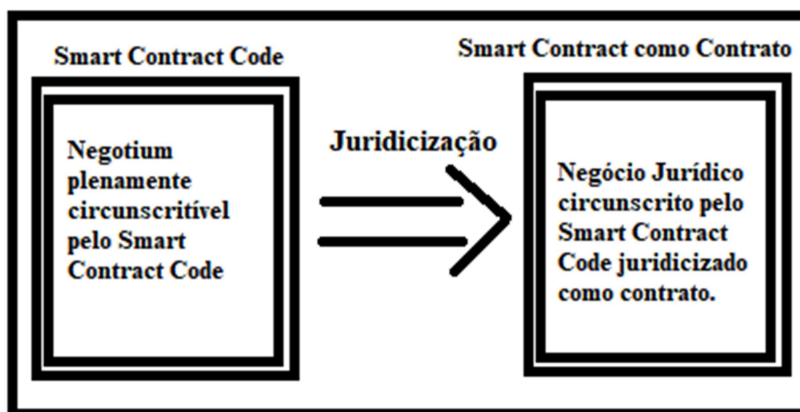 Smart Contract Code
Negotium
plenamente
circunscritível
pelo Smart
Contract Code
Juridicização
Smart Contract como Contrato
Negócio Jurídico
circunscrito pelo
Smart Contract
Code juridicizado
como contrato.